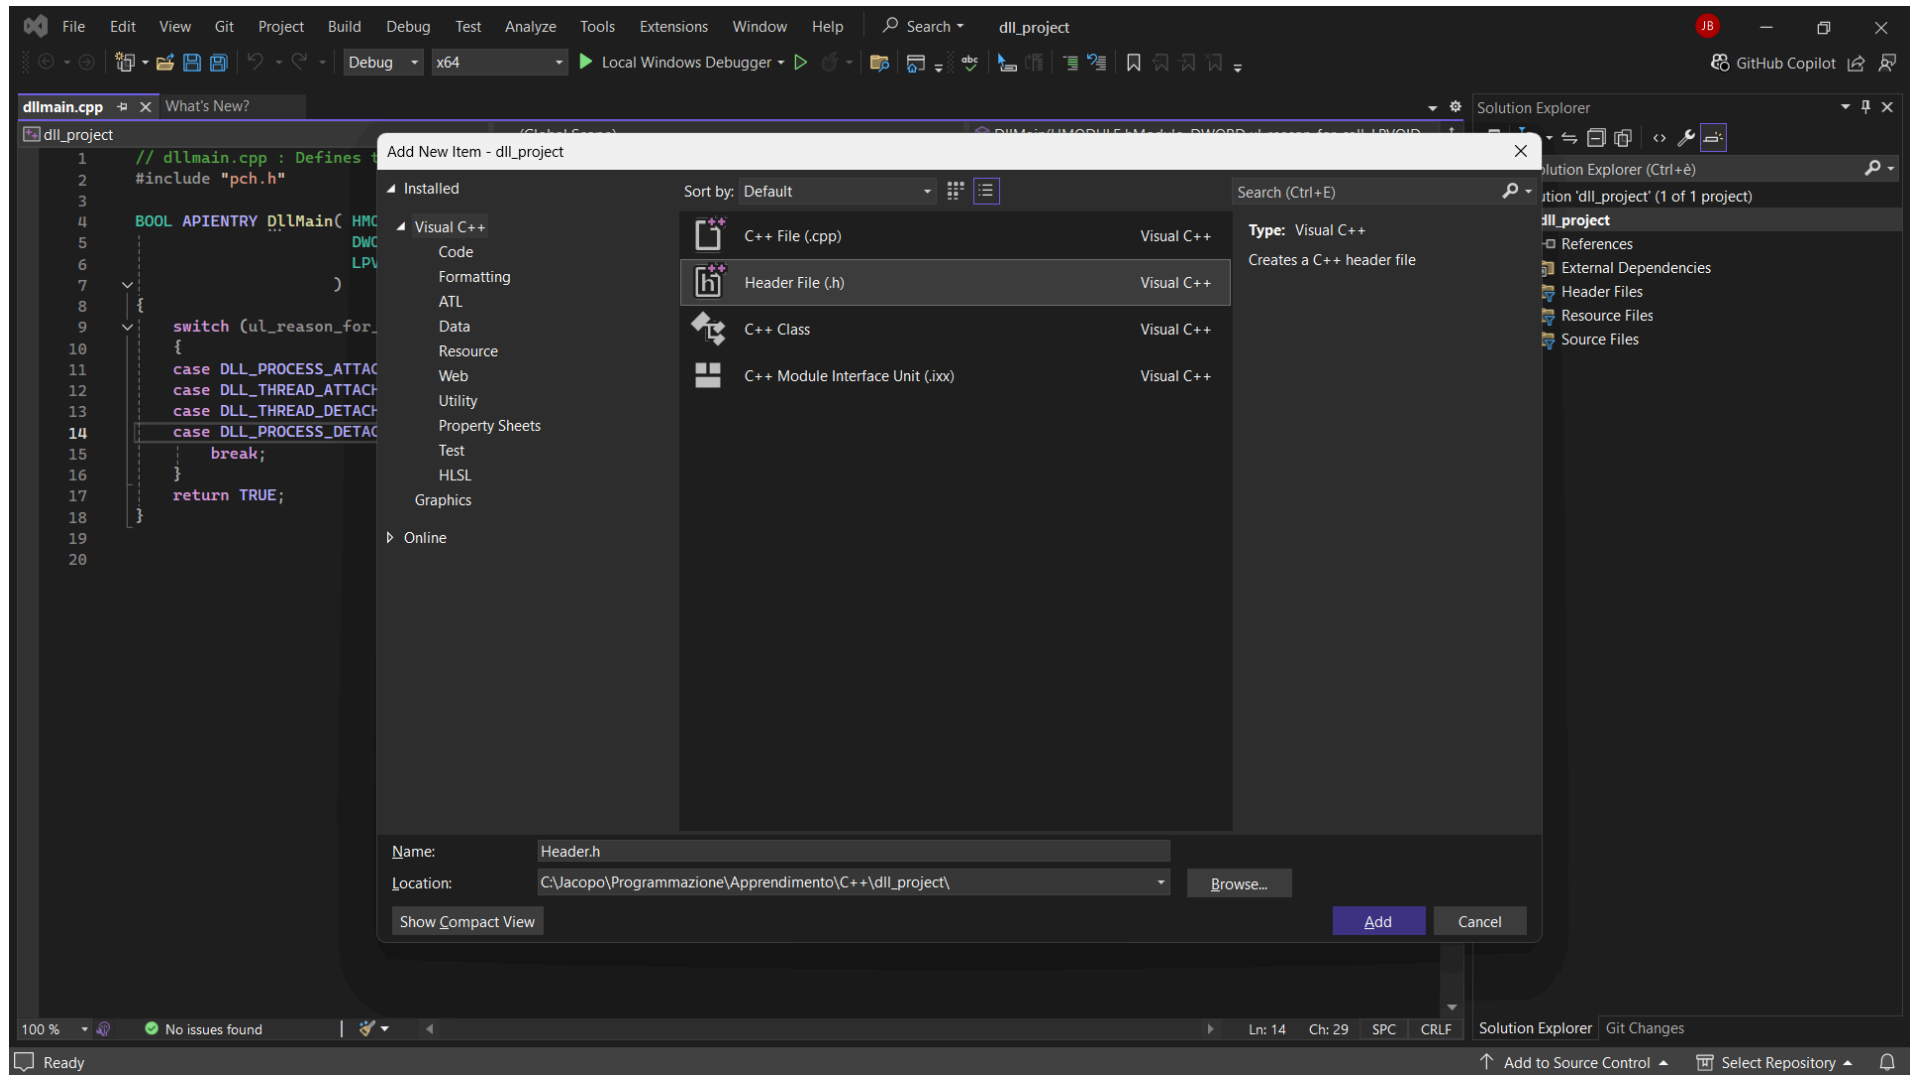 File Edit View Git Project Build Debug Test Analyze Tools Extensions Window Help Search dll_project JB
Debug x64 Local Windows Debugger GitHub Copilot
dllmain.cpp What's New?
dll_project
Add New Item - dll_project
Installed
Visual C++
Code
Formatting
ATL
Data
Resource
Web
Utility
Property Sheets
Test
HLSL
Graphics
Online
Sort by: Default
C++ File (.cpp) Visual C++
Header File (.h) Visual C++
C++ Class Visual C++
C++ Module Interface Unit (.ixx) Visual C++
Search (Ctrl+E)
Type: Visual C++
Creates a C++ header file
Name: Header.h
Location: C:\Jacopo\Programmazione\Apprendimento\C++\dll_project\
Browse...
Show Compact View
Add
Cancel
1 // dllmain.cpp : Defines t
2 #include "pch.h"
3
4 BOOL APIENTRY DllMain( HMO
5 DWO
6 LPV
7 )
8 {
9 switch (ul_reason_for_
10 {
11 case DLL_PROCESS_ATTAC
12 case DLL_THREAD_ATTACH
13 case DLL_THREAD_DETACH
14 case DLL_PROCESS_DETAC
15 break;
16 }
17 return TRUE;
18 }
19
20
Solution Explorer
olution Explorer (Ctrl+è)
ution 'dll_project' (1 of 1 project)
dll_project
References
External Dependencies
Header Files
Resource Files
Source Files
100 % No issues found Ln: 14 Ch: 29 SPC CRLF
Solution Explorer Git Changes
Ready Add to Source Control Select Repository